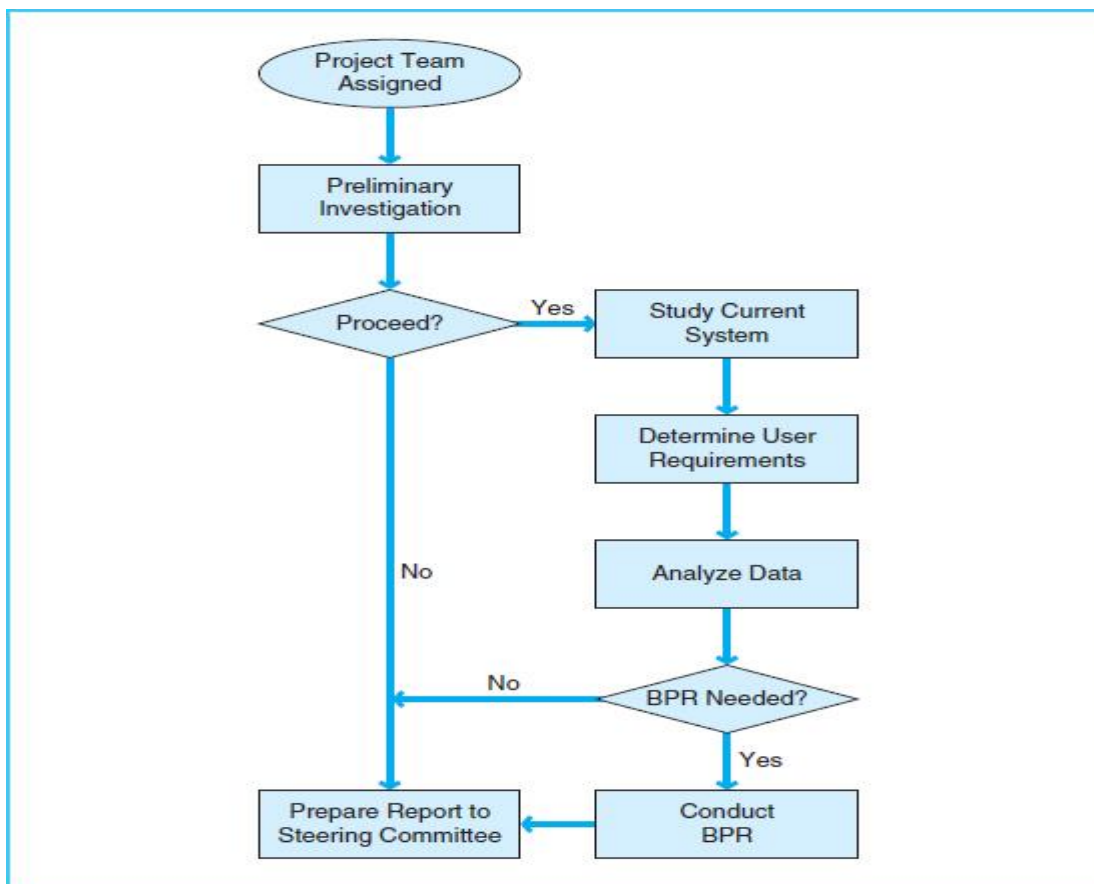 Project Team
Assigned
Preliminary
Investigation
Proceed?
Yes
Study Current
System
Determine User
Requirements
Analyze Data
No
BPR Needed?
No
Yes
Conduct
BPR
Prepare Report to
Steering Committee